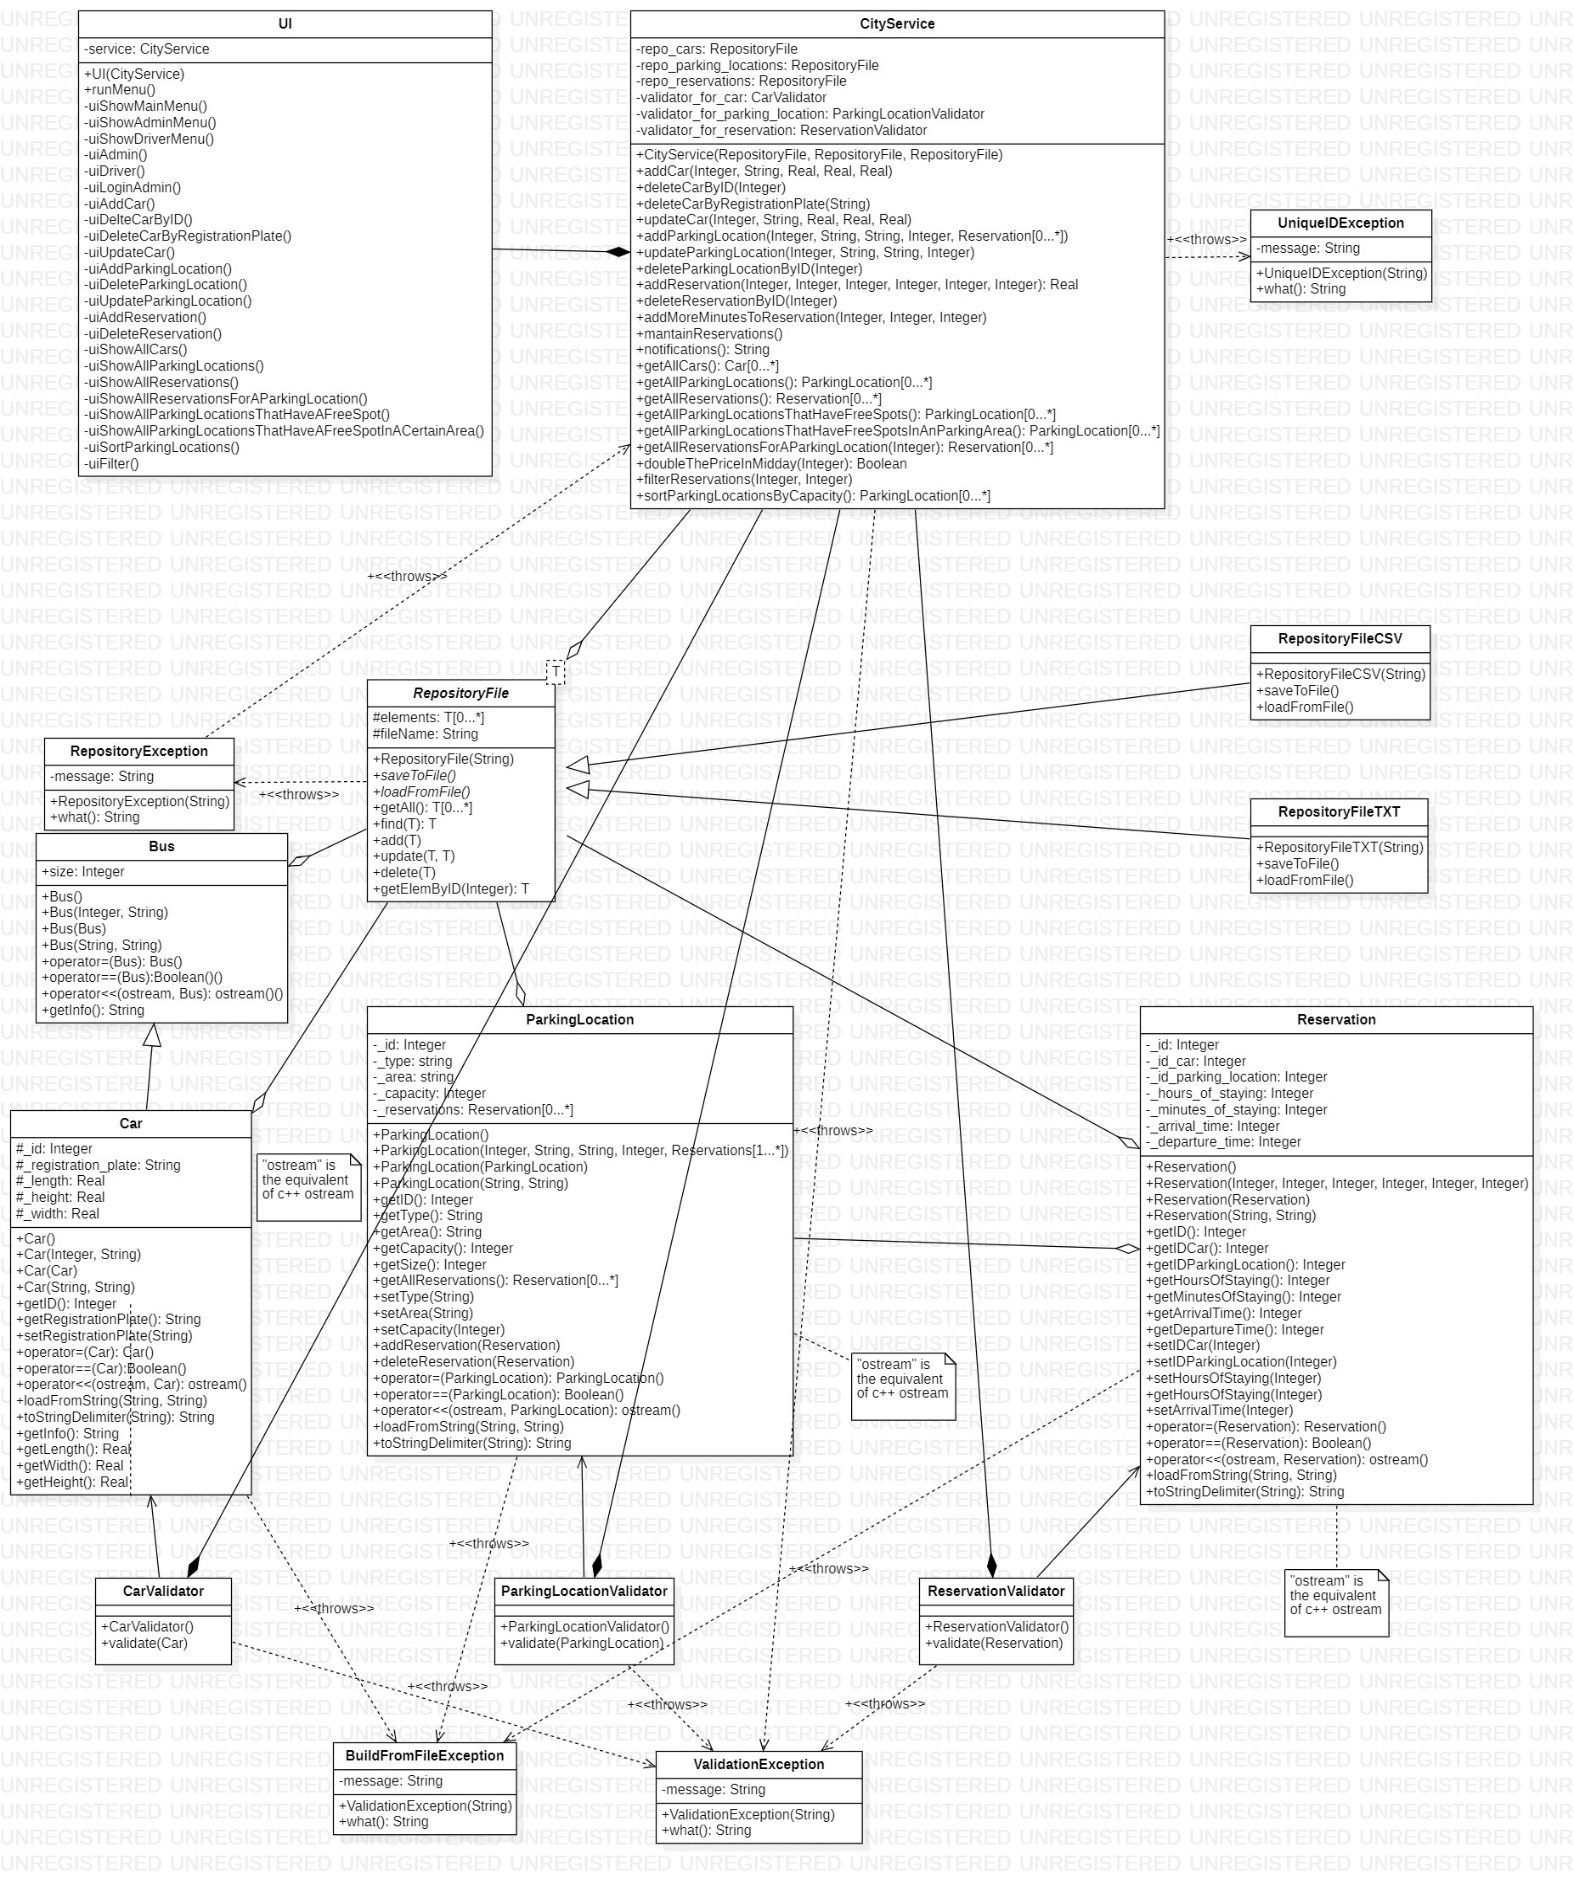 UI
-service: CityService
+UI(CityService)
+runMenu()
-uiShowMainMenu()
-uiShowAdminMenu()
-uiShowDriverMenu()
-uiAdmin()
-uiDriver()
-uiLoginAdmin()
-uiAddCar()
-uiDelteCarByID()
-uiDeleteCarByRegistrationPlate()
-uiUpdateCar()
-uiAddParkingLocation()
-uiDeleteParkingLocation()
-uiUpdateParkingLocation()
-uiAddReservation()
-uiDeleteReservation()
-uiShowAllCars()
-uiShowAllParkingLocations()
-uiShowAllReservations()
-uiShowAllReservationsForAParkingLocation()
-uiShowAllParkingLocationsThatHaveAFreeSpot()
-uiShowAllParkingLocationsThatHaveAFreeSpotInACertainArea()
-uiSortParkingLocations()
-uiFilter()
CityService
-repo_cars: RepositoryFile
-repo_parking_locations: RepositoryFile
-repo_reservations: RepositoryFile
-validator_for_car: CarValidator
-validator_for_parking_location: ParkingLocationValidator
-validator_for_reservation: ReservationValidator
+CityService(RepositoryFile, RepositoryFile, RepositoryFile)
+addCar(Integer, String, Real, Real, Real)
+deleteCarByID(Integer)
+deleteCarByRegistrationPlate(String)
+updateCar(Integer, String, Real, Real, Real)
+addParkingLocation(Integer, String, String, Integer, Reservation[0...*])
+updateParkingLocation(Integer, String, String, Integer)
+deleteParkingLocationByID(Integer)
+addReservation(Integer, Integer, Integer, Integer, Integer, Integer): Real
+deleteReservationByID(Integer)
+addMoreMinutesToReservation(Integer, Integer, Integer)
+mantainReservations()
+notifications(): String
+getAllCars(): Car[0...*]
+getAllParkingLocations(): ParkingLocation[0...*]
+getAllReservations(): Reservation[0...*]
+getAllParkingLocationsThatHaveFreeSpots(): ParkingLocation[0...*]
+getAllParkingLocationsThatHaveFreeSpotsInAnParkingArea(): ParkingLocation[0...*]
+getAllReservationsForAParkingLocation(Integer): Reservation[0...*]
+doubleThePriceInMidday(Integer): Boolean
+filterReservations(Integer, Integer)
+sortParkingLocationsByCapacity(): ParkingLocation[0...*]
+<<throws>>
UniqueIDException
-message: String
+UniqueIDException(String)
+what(): String
+<<throws>>
RepositoryFileCSV
+RepositoryFileCSV(String)
+saveToFile()
+loadFromFile()
T
RepositoryFile
#elements: T[0...*]
#fileName: String
+RepositoryFile(String)
+saveToFile()
+loadFromFile()
+getAll(): T[0...*]
+find(T): T
+add(T)
+update(T, T)
+delete(T)
+getElemByID(Integer): T
RepositoryException
-message: String
+RepositoryException(String)
+what(): String
+<<throws>>
RepositoryFileTXT
+RepositoryFileTXT(String)
+saveToFile()
+loadFromFile()
Bus
+size: Integer
+Bus()
+Bus(Integer, String)
+Bus(Bus)
+Bus(String, String)
+operator=(Bus): Bus()
+operator==(Bus):Boolean()()
+operator<<(ostream, Bus): ostream()()
+getInfo(): String
Car
#_id: Integer
#_registration_plate: String
#_length: Real
#_height: Real
#_width: Real
+Car()
+Car(Integer, String)
+Car(Car)
+Car(String, String)
+getID(): Integer
+getRegistrationPlate(): String
+setRegistrationPlate(String)
+operator=(Car): Car()
+operator==(Car):Boolean()
+operator<<(ostream, Car): ostream()
+loadFromString(String, String)
+toStringDelimiter(String): String
+getInfo(): String
+getLength(): Real
+getWidth(): Real
+getHeight(): Real
"ostream" is
the equivalent
of c++ ostream
ParkingLocation
-_id: Integer
-_type: string
-_area: string
-_capacity: Integer
-_reservations: Reservation[0...*]
+ParkingLocation()
+ParkingLocation(Integer, String, String, Integer, Reservations[1...*])
+ParkingLocation(ParkingLocation)
+ParkingLocation(String, String)
+getID(): Integer
+getType(): String
+getArea(): String
+getCapacity(): Integer
+getSize(): Integer
+getAllReservations(): Reservation[0...*]
+setType(String)
+setArea(String)
+setCapacity(Integer)
+addReservation(Reservation)
+deleteReservation(Reservation)
+operator=(ParkingLocation): ParkingLocation()
+operator==(ParkingLocation): Boolean()
+operator<<(ostream, ParkingLocation): ostream()
+loadFromString(String, String)
+toStringDelimiter(String): String
+<<throws>>
"ostream" is
the equivalent
of c++ ostream
Reservation
-_id: Integer
-_id_car: Integer
-_id_parking_location: Integer
-_hours_of_staying: Integer
-_minutes_of_staying: Integer
-_arrival_time: Integer
-_departure_time: Integer
+Reservation()
+Reservation(Integer, Integer, Integer, Integer, Integer, Integer)
+Reservation(Reservation)
+Reservation(String, String)
+getID(): Integer
+getIDCar(): Integer
+getIDParkingLocation(): Integer
+getHoursOfStaying(): Integer
+getMinutesOfStaying(): Integer
+getArrivalTime(): Integer
+getDepartureTime(): Integer
+setIDCar(Integer)
+setIDParkingLocation(Integer)
+setHoursOfStaying(Integer)
+getHoursOfStaying(Integer)
+setArrivalTime(Integer)
+operator=(Reservation): Reservation()
+operator==(Reservation): Boolean()
+operator<<(ostream, Reservation): ostream()
+loadFromString(String, String)
+toStringDelimiter(String): String
"ostream" is
the equivalent
of c++ ostream
+<<throws>>
+<<throws>>
+<<throws>>
CarValidator
+CarValidator()
+validate(Car)
ParkingLocationValidator
+ParkingLocationValidator()
+validate(ParkingLocation)
ReservationValidator
+ReservationValidator()
+validate(Reservation)
+<<throws>>
+<<throws>>
+<<throws>>
BuildFromFileException
-message: String
+ValidationException(String)
+what(): String
ValidationException
-message: String
+ValidationException(String)
+what(): String